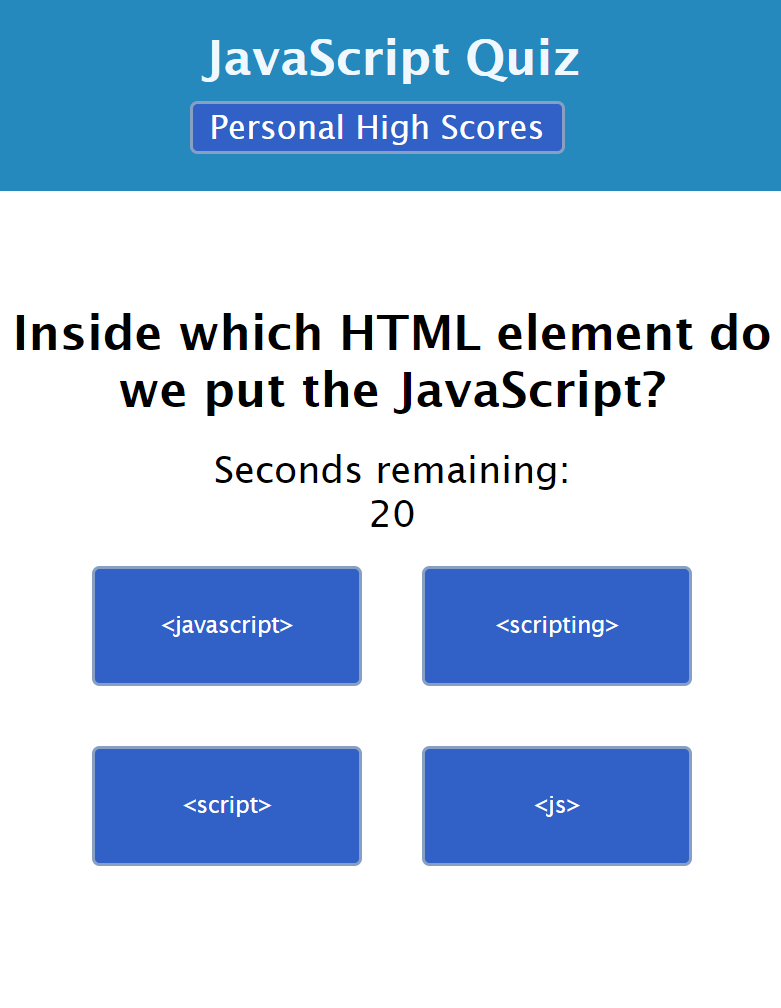 JavaScript Quiz
Personal High Scores
Inside which HTML element do
we put the JavaScript?
Seconds remaining:
20
<javascript>
<scripting>
<script>
<js>